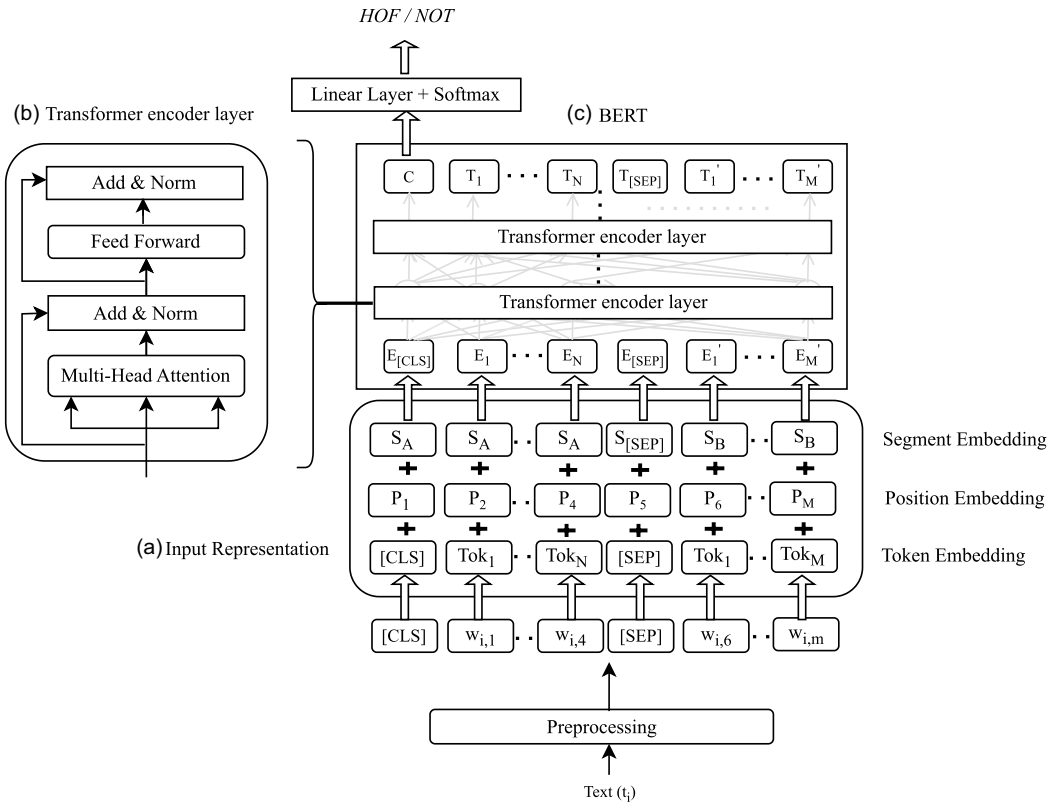 HOF / NOT
Linear Layer + Softmax
(b) Transformer encoder layer
(c) BERT
Add & Norm
Feed Forward
Add & Norm
Multi-Head Attention
C T1 ... TN T[SEP] T1' ... TM'
Transformer encoder layer
Transformer encoder layer
E[CLS] E1 ... EN E[SEP] E1' ... EM'
SA SA .. SA S[SEP] SB .. SB Segment Embedding
+ + + + + +
P1 P2 .. P4 P5 P6 .. PM Position Embedding
+ + + + + +
(a) Input Representation
[CLS] Tok1 .. TokN [SEP] Tok1 .. TokM Token Embedding
[CLS] wi,1 .. wi,4 [SEP] wi,6 .. wi,m
Preprocessing
Text (ti)